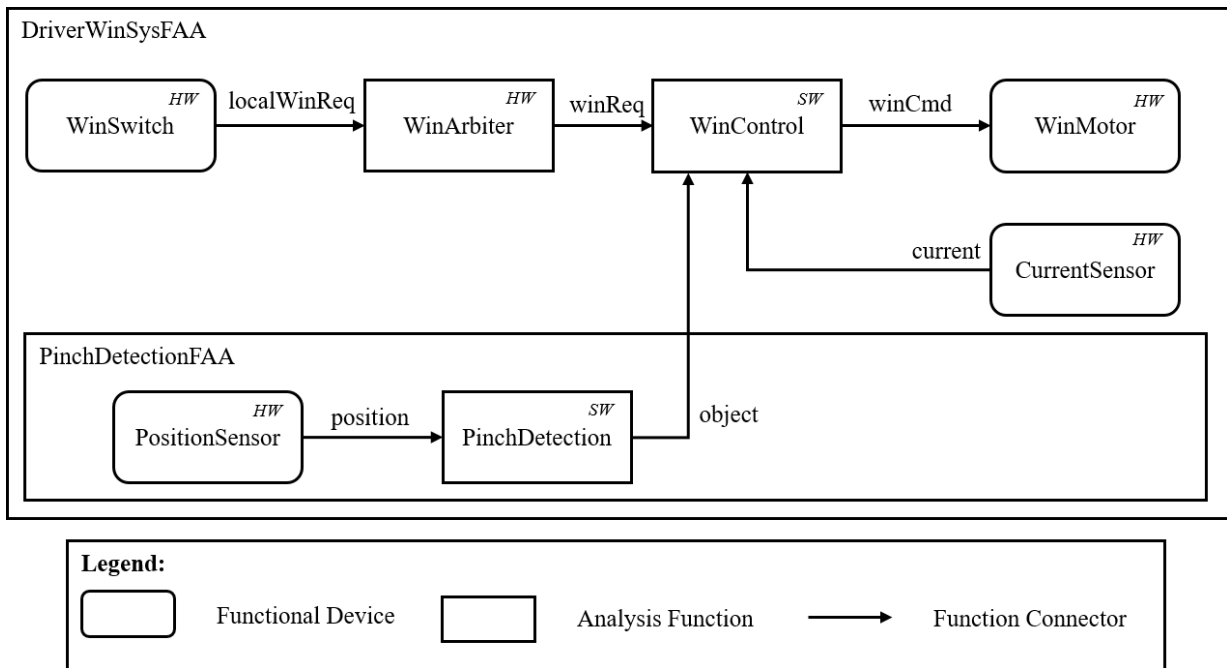 DriverWinSysFAA
HW
WinSwitch
localWinReq
HW
WinArbiter
winReq
SW
WinControl
winCmd
HW
WinMotor
current
HW
CurrentSensor
PinchDetectionFAA
HW
PositionSensor
position
SW
PinchDetection
object
Legend:
Functional Device
Analysis Function
Function Connector